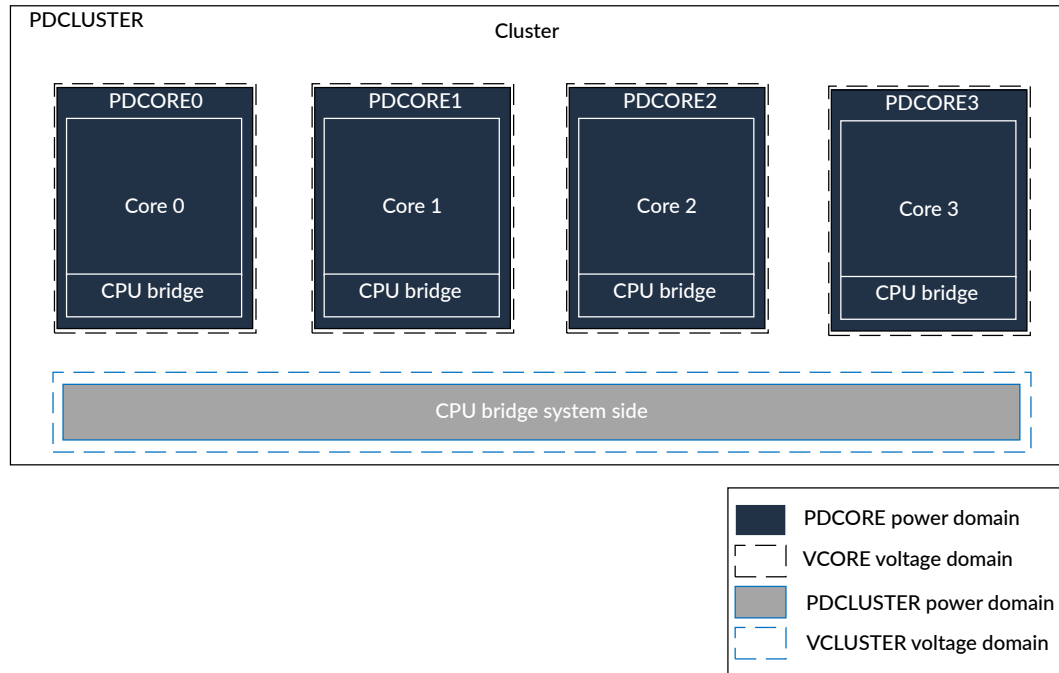 PDCLUSTER
Cluster
PDCORE0
PDCORE1
PDCORE2
PDCORE3
Core 0
Core 1
Core 2
Core 3
CPU bridge
CPU bridge
CPU bridge
CPU bridge
CPU bridge system side
PDCORE power domain
VCORE voltage domain
PDCLUSTER power domain
VCLUSTER voltage domain